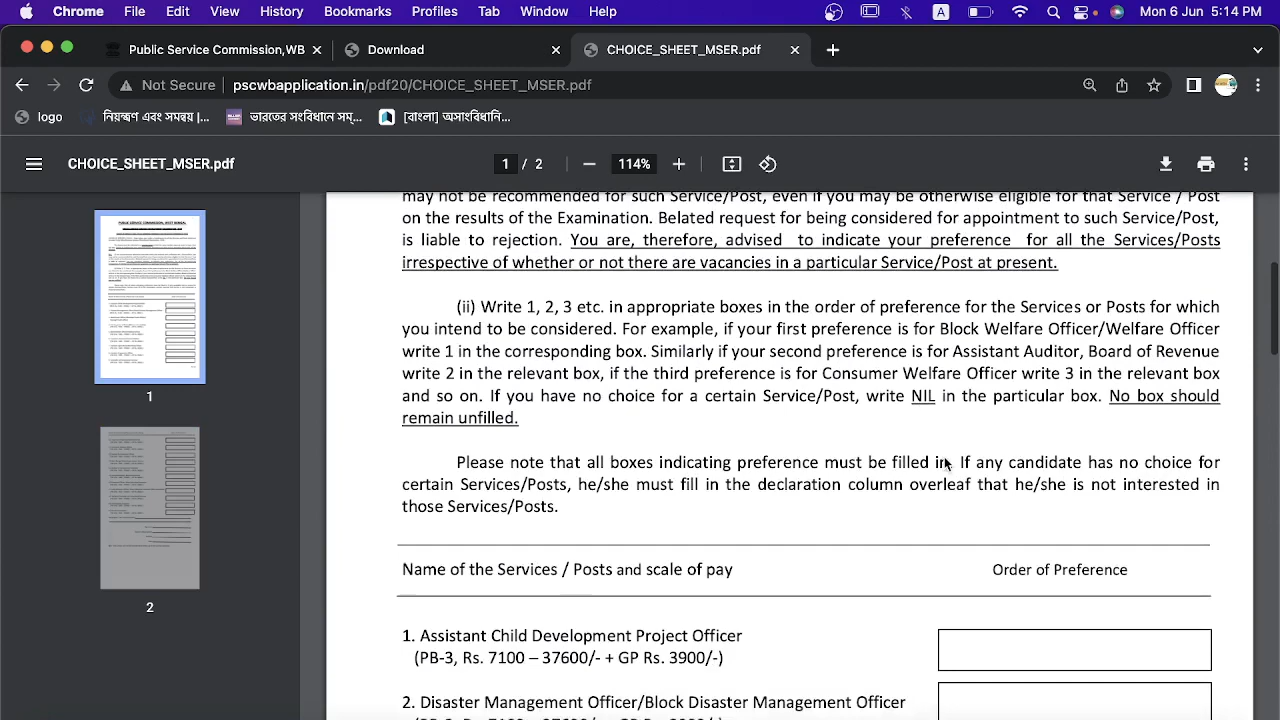 Chrome File Edit View History Bookmarks Profiles Tab Window Help A Mon 6 Jun 5:14 PM
Public Service Commission,WB Download CHOICE_SHEET_MSER.pdf
Not Secure pscwbapplication.in/pdf20/CHOICE_SHEET_MSER.pdf
logo
CHOICE_SHEET_MSER.pdf 1 / 2 114%
may not be recommended for such Service/Post, even if you may be otherwise eligible for that Service / Post
on the results of the Examination. Belated request for being considered for appointment to such Service/Post,
is liable to rejection. You are, therefore, advised to indicate your preference for all the Services/Posts
irrespective of whether or not there are vacancies in a particular Service/Post at present.
(ii) Write 1, 2, 3, etc. in appropriate boxes in the order of preference for the Services or Posts for which
you intend to be considered. For example, if your first preference is for Block Welfare Officer/Welfare Officer
write 1 in the corresponding box. Similarly if your second preference is for Assistant Auditor, Board of Revenue
write 2 in the relevant box, if the third preference is for Consumer Welfare Officer write 3 in the relevant box
and so on. If you have no choice for a certain Service/Post, write NIL in the particular box. No box should
remain unfilled.
Please note that all boxes indicating preference must be filled in. If any candidate has no choice for
certain Services/Posts. he/she must fill in the declaration column overleaf that he/she is not interested in
those Services/Posts.
Name of the Services / Posts and scale of pay Order of Preference
1. Assistant Child Development Project Officer
(PB-3, Rs. 7100 – 37600/- + GP Rs. 3900/-)
2. Disaster Management Officer/Block Disaster Management Officer
1
2